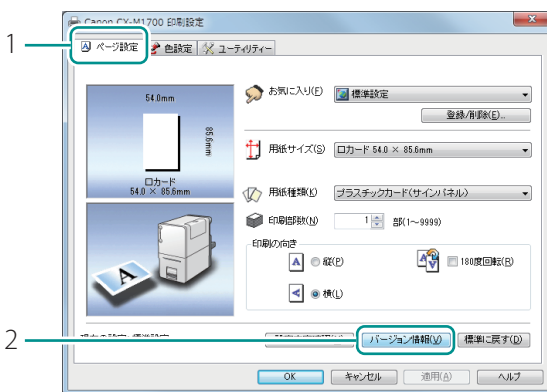 1
Canon CX-M1700 印刷設定
ページ設定 色設定 ユーティリティー
お気に入り(F) 標準設定
登録/削除(E)...
54.0mm
85.6mm
用紙サイズ(S) ロカード 54.0 × 85.6mm
ロカード
54.0 × 85.6mm
用紙種類(K) プラスチックカード(サインパネル)
印刷部数(N) 1 部(1～9999)
印刷の向き
A 縦(P) 180度回転(R)
横(L)
A
2
バージョン情報(V) 標準に戻す(D)
OK キャンセル 適用(A) ヘルプ